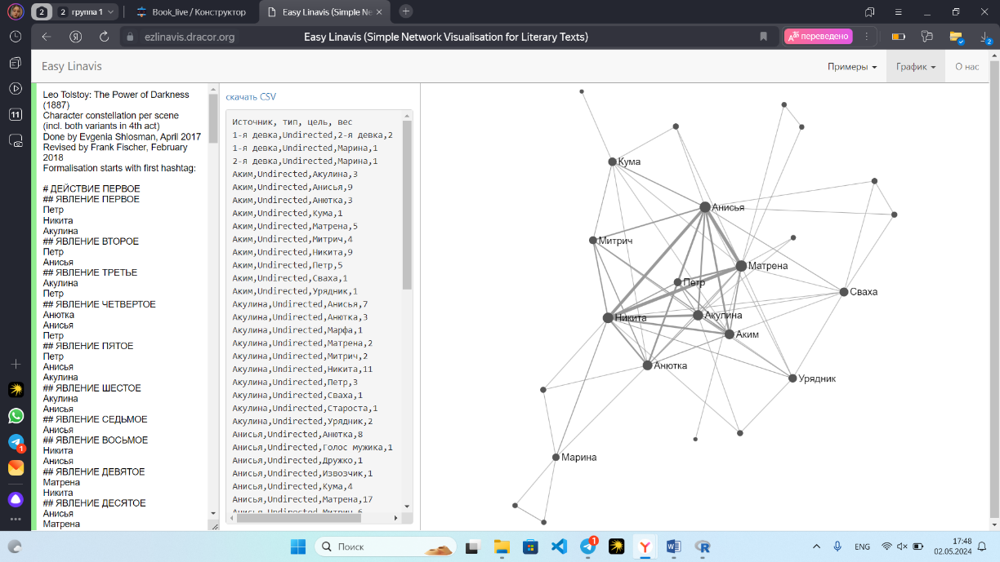 2
2 группа 1
Book_live / Конструктор
Easy Linavis (Simple Ne
ezlinavis.dracor.org
Easy Linavis (Simple Network Visualisation for Literary Texts)
переведено
2
Easy Linavis
Примеры
График
О нас
11
1
Leo Tolstoy: The Power of Darkness
(1887)
Character constellation per scene
(incl. both variants in 4th act)
Done by Evgenia Shlosman, April 2017
Revised by Frank Fischer, February
2018
Formalisation starts with first hashtag:
# ДЕЙСТВИЕ ПЕРВОЕ
## ЯВЛЕНИЕ ПЕРВОЕ
Петр
Никита
Акулина
## ЯВЛЕНИЕ ВТОРОЕ
Петр
Анисья
## ЯВЛЕНИЕ ТРЕТЬЕ
Акулина
Петр
## ЯВЛЕНИЕ ЧЕТВЕРТОЕ
Анютка
Анисья
Петр
## ЯВЛЕНИЕ ПЯТОЕ
Петр
Анисья
Акулина
## ЯВЛЕНИЕ ШЕСТОЕ
Акулина
Анисья
## ЯВЛЕНИЕ СЕДЬМОЕ
Анисья
## ЯВЛЕНИЕ ВОСЬМОЕ
Никита
Анисья
## ЯВЛЕНИЕ ДЕВЯТОЕ
Матрена
Никита
## ЯВЛЕНИЕ ДЕСЯТОЕ
Анисья
Матрена
скачать CSV
Источник, тип, цель, вес
1-я девка,Undirected,2-я девка,2
1-я девка,Undirected,Марина,1
2-я девка,Undirected,Марина,1
Аким,Undirected,Акулина,3
Аким,Undirected,Анисья,9
Аким,Undirected,Анютка,3
Аким,Undirected,Кума,1
Аким,Undirected,Матрена,5
Аким,Undirected,Митрич,4
Аким,Undirected,Никита,9
Аким,Undirected,Петр,5
Аким,Undirected,Сваха,1
Аким,Undirected,Урядник,1
Акулина,Undirected,Анисья,7
Акулина,Undirected,Анютка,3
Акулина,Undirected,Марфа,1
Акулина,Undirected,Матрена,2
Акулина,Undirected,Митрич,2
Акулина,Undirected,Никита,11
Акулина,Undirected,Петр,3
Акулина,Undirected,Сваха,1
Акулина,Undirected,Староста,1
Акулина,Undirected,Урядник,2
Анисья,Undirected,Анютка,8
Анисья,Undirected,Голос мужика,1
Анисья,Undirected,Дружко,1
Анисья,Undirected,Извозчик,1
Анисья,Undirected,Кума,4
Анисья,Undirected,Матрена,17
Анисья,Undirected,Митрич,6
Кума
Анисья
Митрич
Матрена
Петр
Сваха
Никита
Акулина
Аким
Анютка
Урядник
Марина
Поиск
1
ENG
17:48
02.05.2024